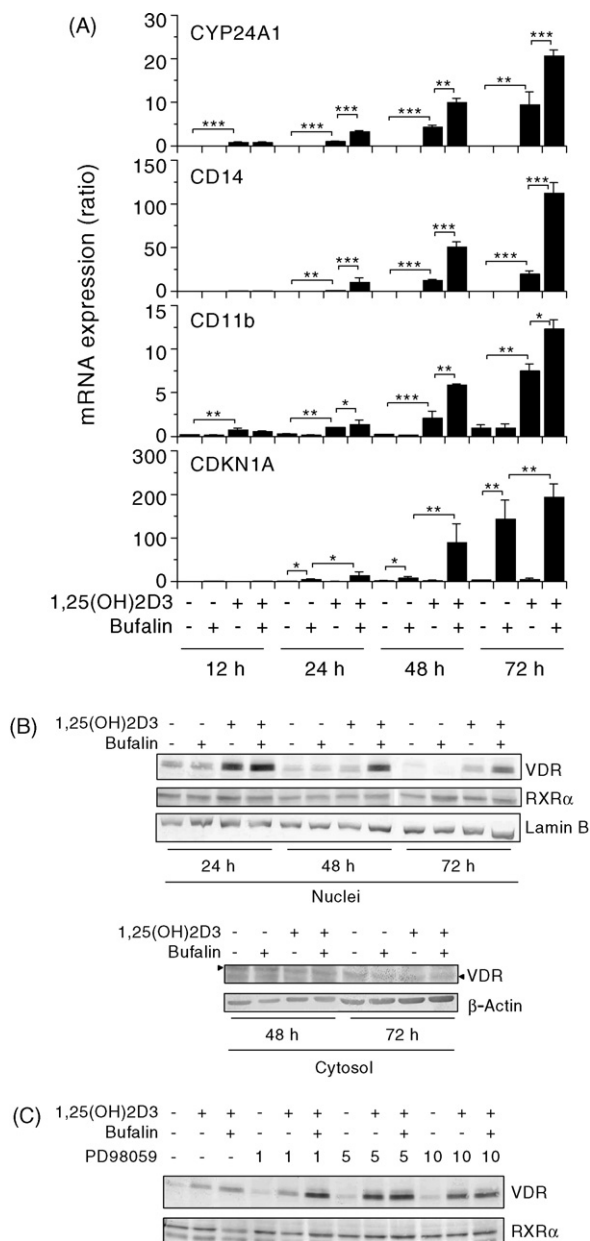 (A)
CYP24A1
30
20
10
0
*** *** *** *** ** ** ***
CD14
150
100
50
0
** *** *** *** *** ***
mRNA expression (ratio)
CD11b
15
10
5
0
** ** * *** ** ** *
CDKN1A
300
200
100
0
* * * ** ** **
1,25(OH)2D3 - - + + - - + + - - + + - - + +
Bufalin - + - + - + - + - + - + - + - +
12 h 24 h 48 h 72 h
(B)
1,25(OH)2D3 - - + + - - + + - - + +
Bufalin - + - + - + - + - + - +
VDR
RXRα
Lamin B
24 h 48 h 72 h
Nuclei
1,25(OH)2D3 - - + + - - + +
Bufalin - + - + - + - +
VDR
β-Actin
48 h 72 h
Cytosol
(C)
1,25(OH)2D3 - + + - + + - + + - + +
Bufalin - - + - - + - - + - - +
PD98059 - - - 1 1 1 5 5 5 10 10 10
VDR
RXRα